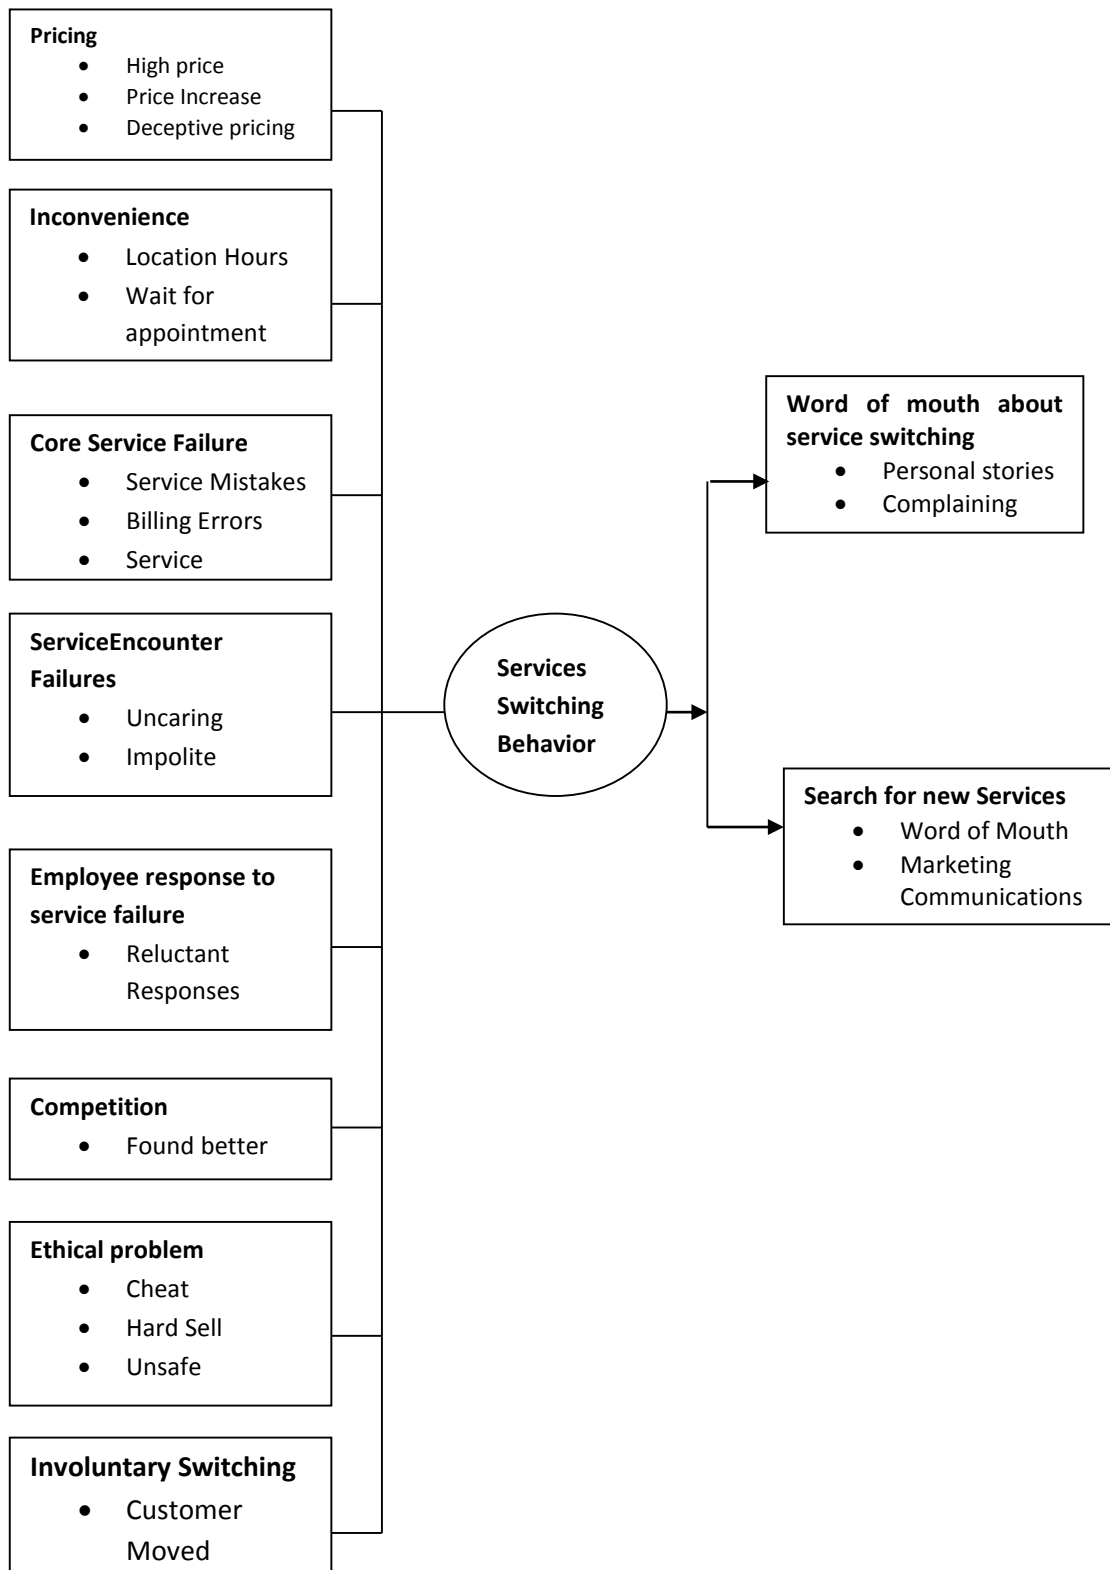 Pricing
• High price
• Price Increase
• Deceptive pricing
Inconvenience
• Location Hours
• Wait for
appointment
Core Service Failure
• Service Mistakes
• Billing Errors
• Service
ServiceEncounter
Failures
• Uncaring
• Impolite
Employee response to
service failure
• Reluctant
Responses
Competition
• Found better
Ethical problem
• Cheat
• Hard Sell
• Unsafe
Involuntary Switching
• Customer
Moved
Services
Switching
Behavior
Word of mouth about
service switching
• Personal stories
• Complaining
Search for new Services
• Word of Mouth
• Marketing
Communications